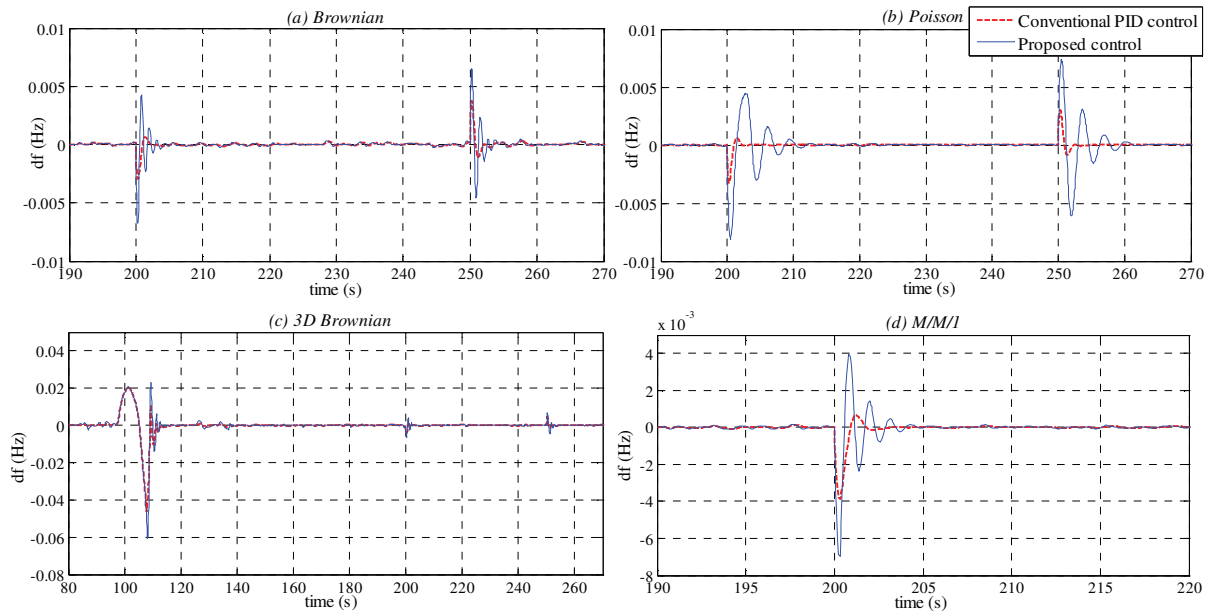 (a) Brownian
0.01
0.005
0
-0.005
-0.01
df (Hz)
190 200 210 220 230 240 250 260 270
time (s)
(b) Poisson
Conventional PID control
Proposed control
0.01
0.005
0
-0.005
-0.01
df (Hz)
190 200 210 220 230 240 250 260 270
time (s)
(c) 3D Brownian
0.04
0.02
0
-0.02
-0.04
-0.06
-0.08
df (Hz)
80 100 120 140 160 180 200 220 240 260
time (s)
(d) M/M/1
x 10-3
4
2
0
-2
-4
-6
-8
df (Hz)
190 195 200 205 210 215 220
time (s)